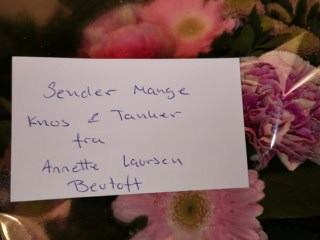 Sender Mange
Knus & Tanker
fra
Annette Laursen
Beutoft